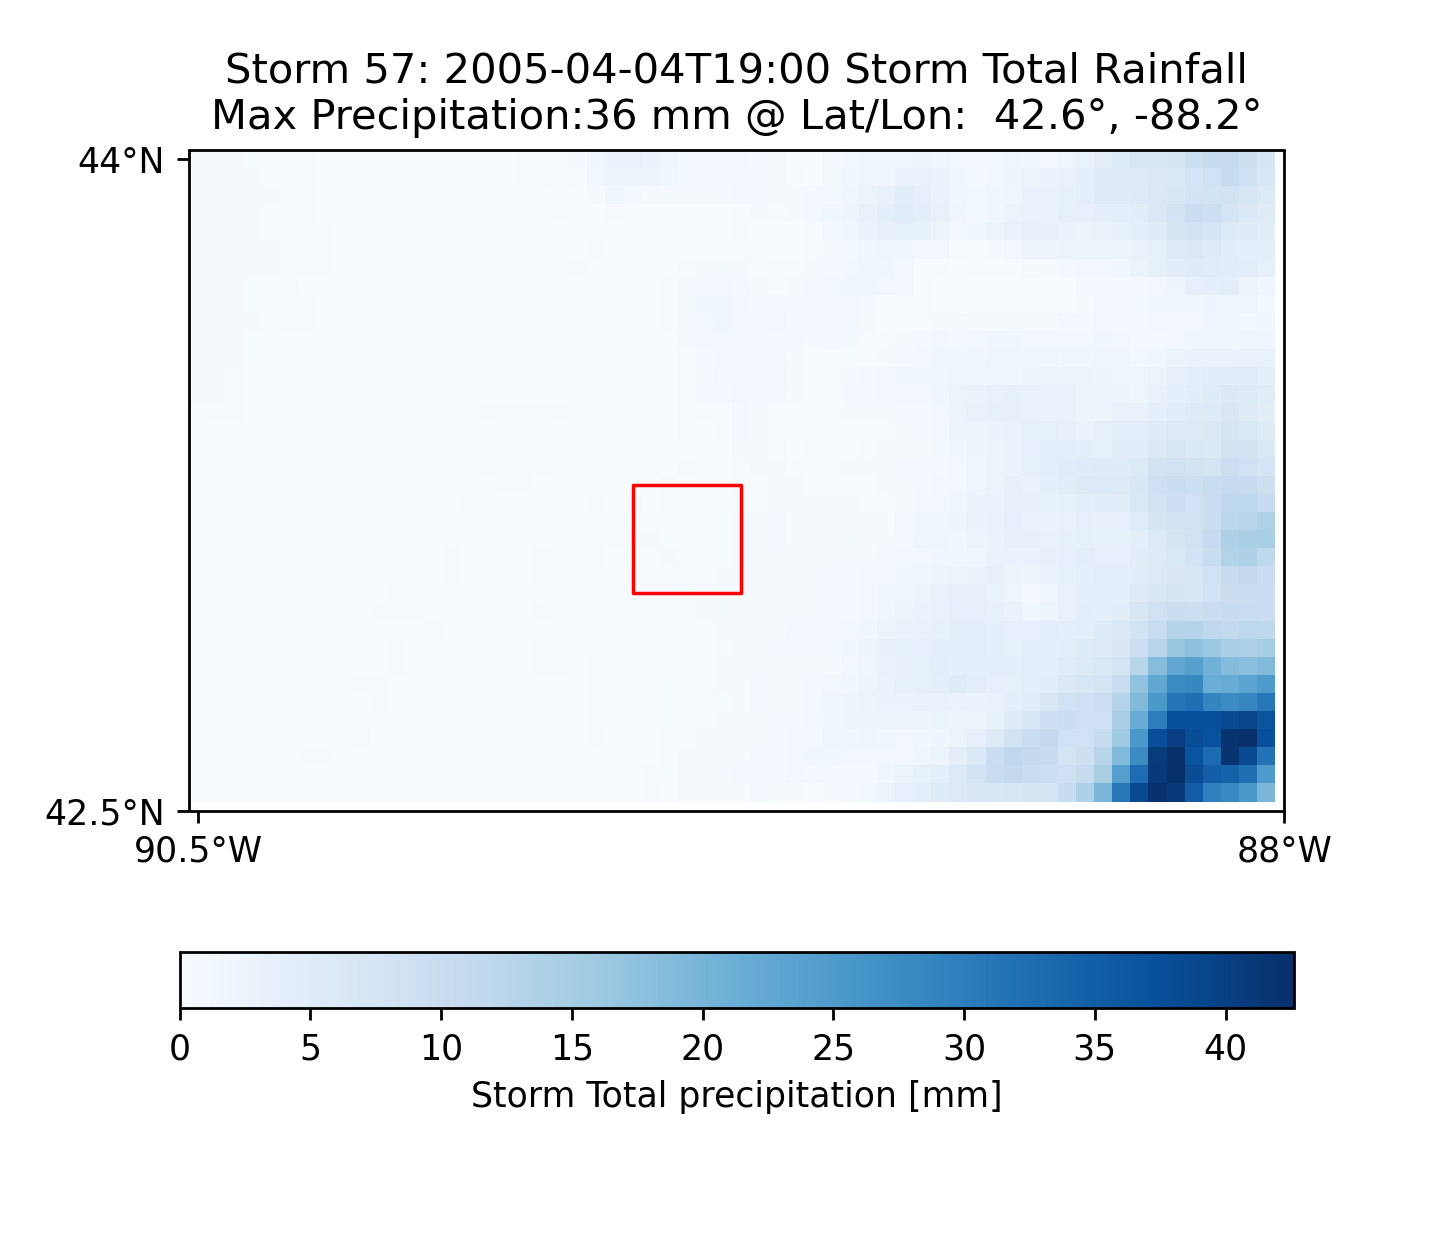 Storm 57: 2005-04-04T19:00 Storm Total Rainfall
Max Precipitation:36 mm @ Lat/Lon:  42.6°, -88.2°
44°N
42.5°N
90.5°W 88°W
0 5 10 15 20 25 30 35 40
Storm Total precipitation [mm]